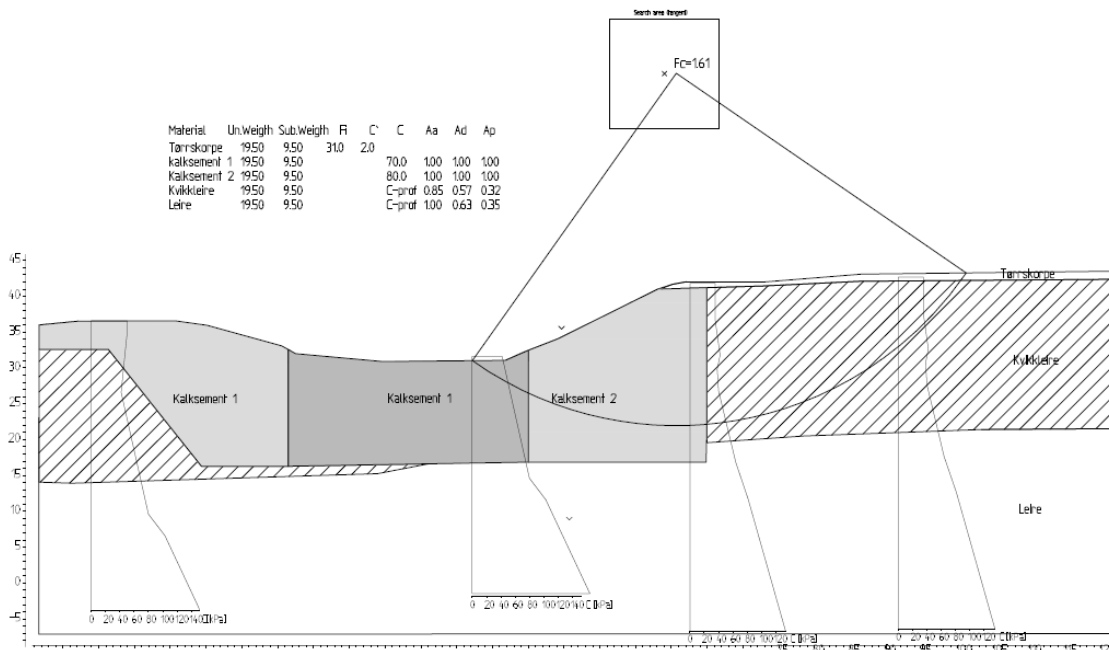 Search area (tangent)
Fc=1.61
Material Un.Weigth Sub.Weigth Fi C` C Aa Ad Ap
Tørrskorpe 19.50 9.50 31.0 2.0
kalksement 1 19.50 9.50 70.0 1.00 1.00 1.00
Kalksement 2 19.50 9.50 80.0 1.00 1.00 1.00
Kvikkleire 19.50 9.50 C-prof 0.85 0.57 0.32
Leire 19.50 9.50 C-prof 1.00 0.63 0.35
45
40
35
30
25
20
15
10
5
0
-5
Tørrskorpe
Kvikkleire
Kalksement 1
Kalksement 1
Kalksement 2
Leire
0 20 40 60 80 100 120 140 C [kPa]
0 20 40 60 80 100 120 140 C [kPa]
0 20 40 60 80 100 120 C [kPa]
0 20 40 60 80 100 120 C [kPa]